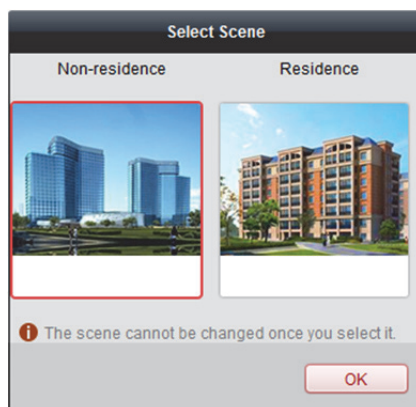 Select Scene
Non-residence Residence
The scene cannot be changed once you select it.
OK